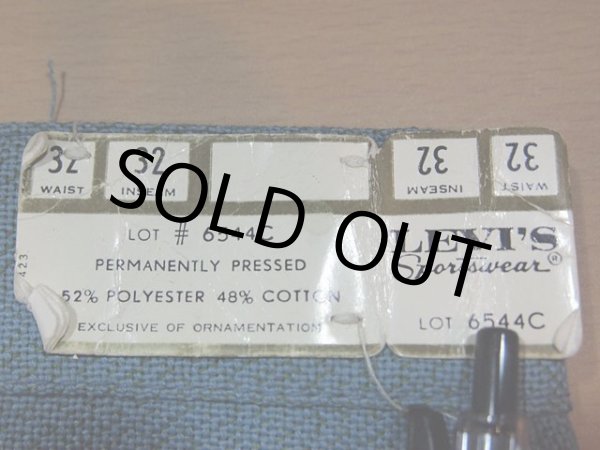 32 32
WAIST INSEAM
LOT # 6544C
PERMANENTLY PRESSED
52% POLYESTER 48% COTTON
EXCLUSIVE OF ORNAMENTATION
423
32 32
INSEAM WAIST
LEVI'S
Sportswear®
LOT 6544C
SOLD OUT